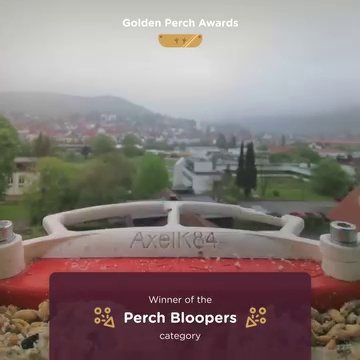 Golden Perch Awards
AxelK84
Winner of the
Perch Bloopers
category